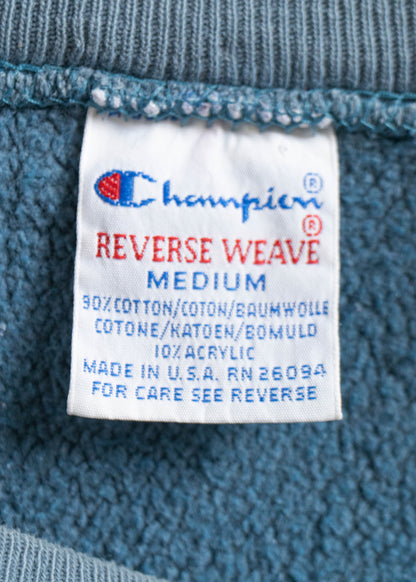 Champion®
REVERSE WEAVE®
MEDIUM
90% COTTON/COTON/BAUMWOLLE
COTONE/KATOEN/BOMULD
10% ACRYLIC
MADE IN U.S.A. RN 26094
FOR CARE SEE REVERSE